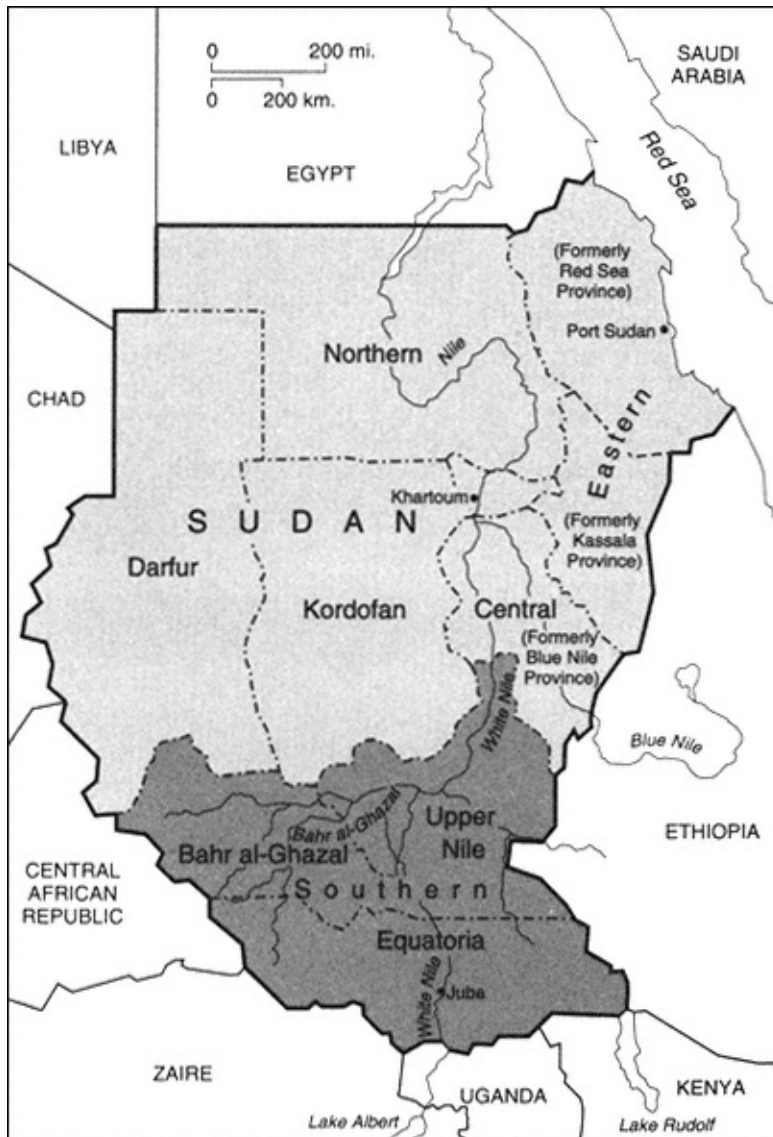 0 200 mi.
0 200 km.
SAUDI
ARABIA
LIBYA
EGYPT
Red Sea
(Formerly
Red Sea
Province)
Port Sudan
Northern
Nile
CHAD
Eastern
Khartoum
SUDAN
(Formerly
Kassala
Province)
Darfur
Kordofan
Central
(Formerly
Blue Nile
Province)
White Nile
Blue Nile
(Bahr al-Ghazal)
Upper
Nile
ETHIOPIA
Bahr al-Ghazal
CENTRAL
AFRICAN
REPUBLIC
Southern
Equatoria
White Nile
Juba
ZAIRE
UGANDA
KENYA
Lake Albert
Lake Rudolf